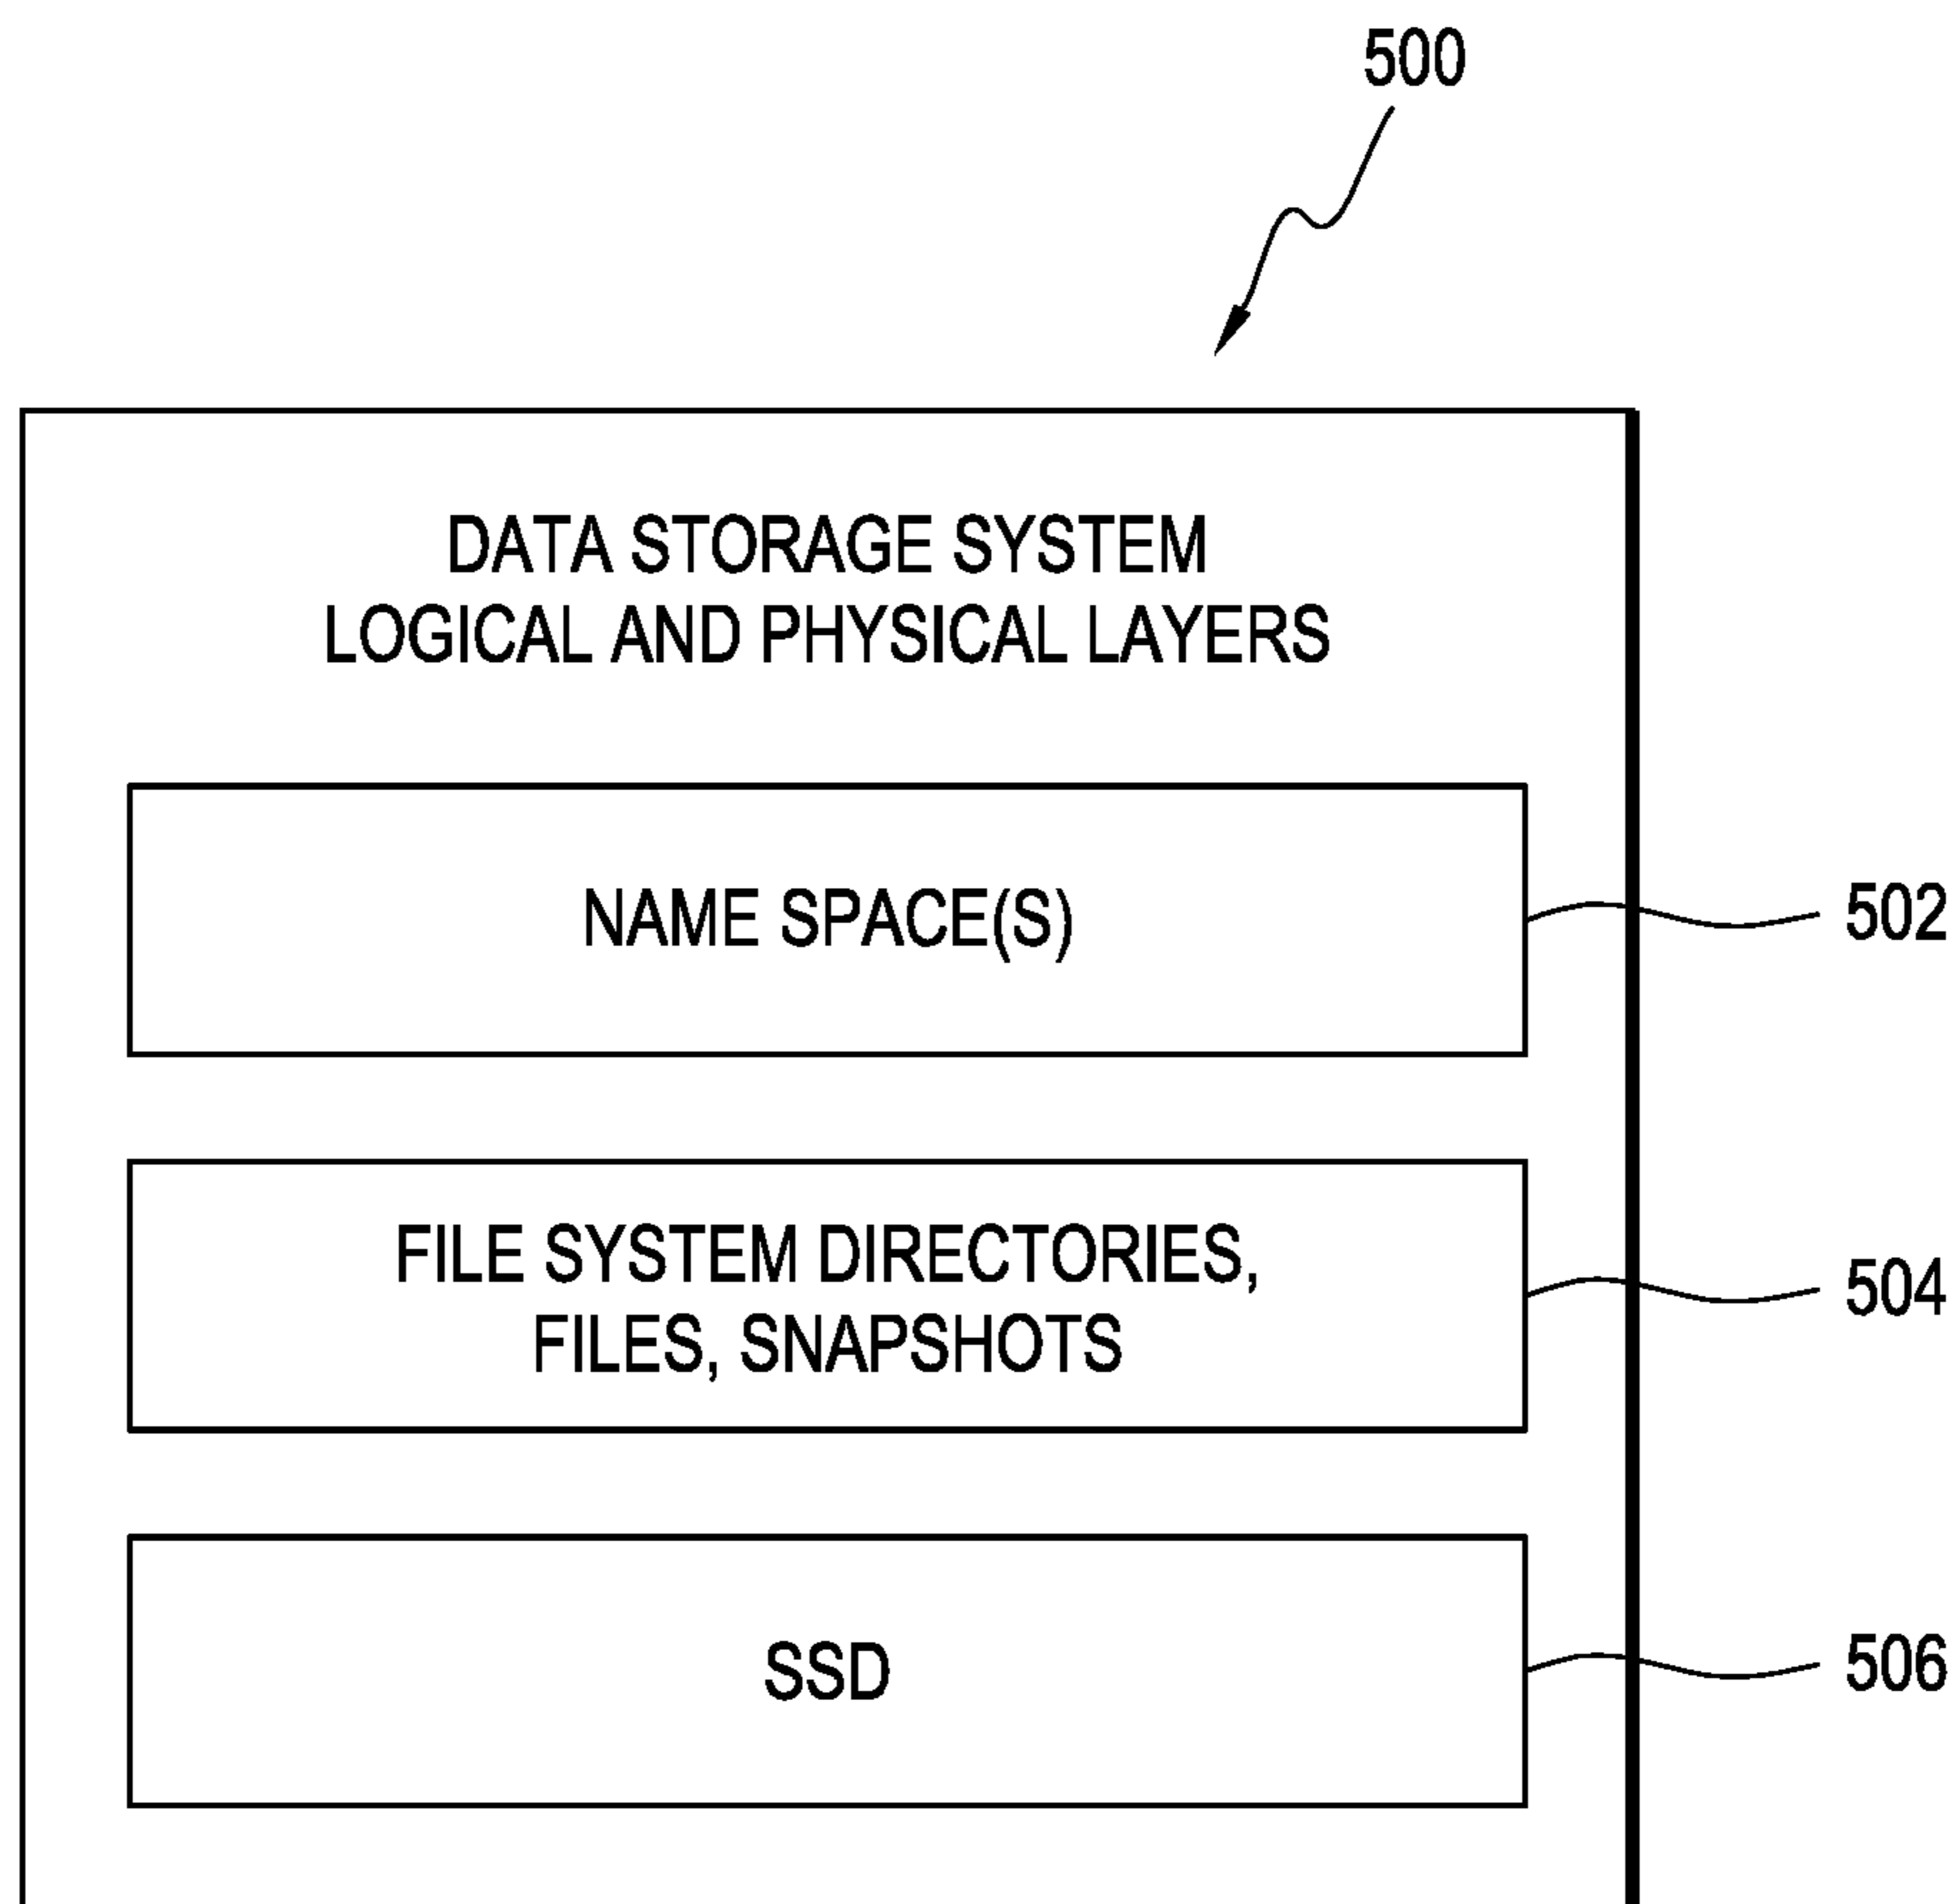 500
DATA STORAGE SYSTEM
LOGICAL AND PHYSICAL LAYERS
NAME SPACE(S)
502
FILE SYSTEM DIRECTORIES,
FILES, SNAPSHOTS
504
SSD
506